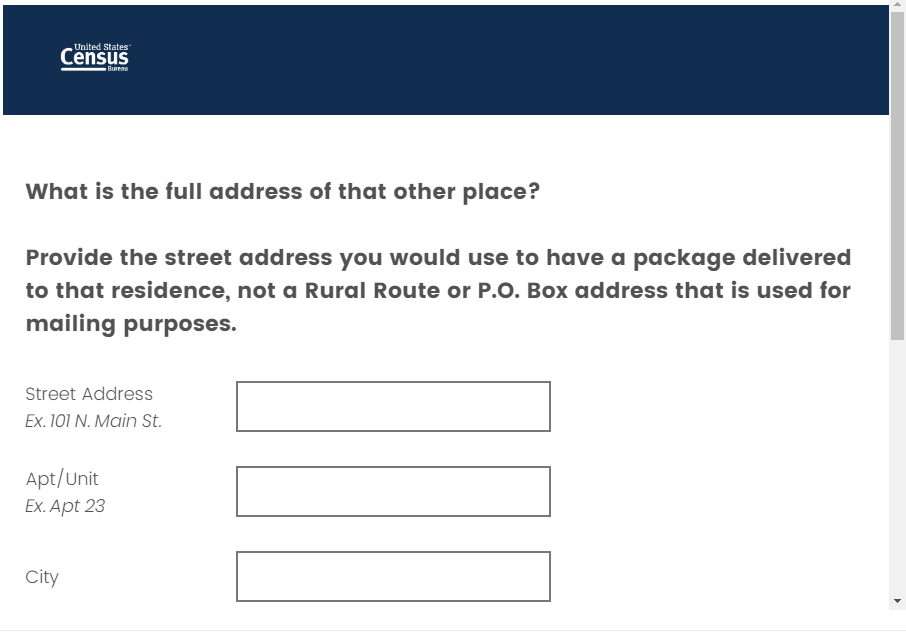 United States™
Census
Bureau
What is the full address of that other place?
Provide the street address you would use to have a package delivered
to that residence, not a Rural Route or P.O. Box address that is used for
mailing purposes.
Street Address
Ex. 101 N. Main St.
Apt/Unit
Ex. Apt 23
City